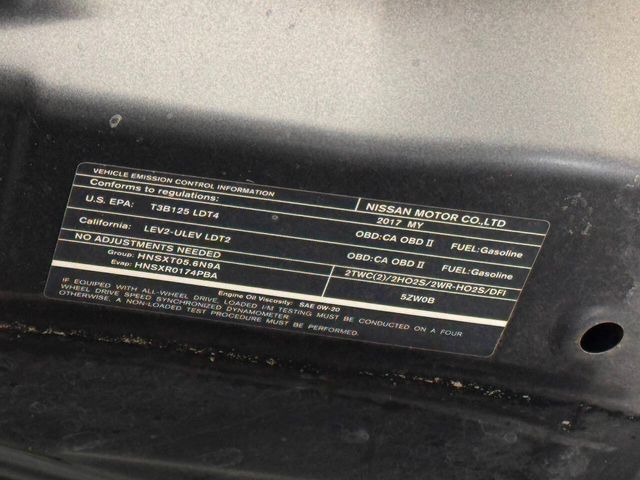 VEHICLE EMISSION CONTROL INFORMATION
NISSAN MOTOR CO.,LTD
Conforms to regulations:
2017 MY
U.S. EPA: T3B125 LDT4
OBD:CA OBD II FUEL:Gasoline
California: LEV2-ULEV LDT2
OBD:CA OBD II FUEL:Gasoline
NO ADJUSTMENTS NEEDED
Group: HNSXT05.6N9A
2TWC(2)/2HO2S/2WR-HO2S/DFI
Evap: HNSXR0174PBA
5ZW0B
Engine Oil Viscosity: SAE 0W-20
IF EQUIPPED WITH ALL-WHEEL DRIVE, LOADED I/M TESTING MUST BE CONDUCTED ON A FOUR
WHEEL DRIVE SPEED SYNCHRONIZED DYNAMOMETER.
OTHERWISE, A NON-LOADED TEST PROCEDURE MUST BE PERFORMED.